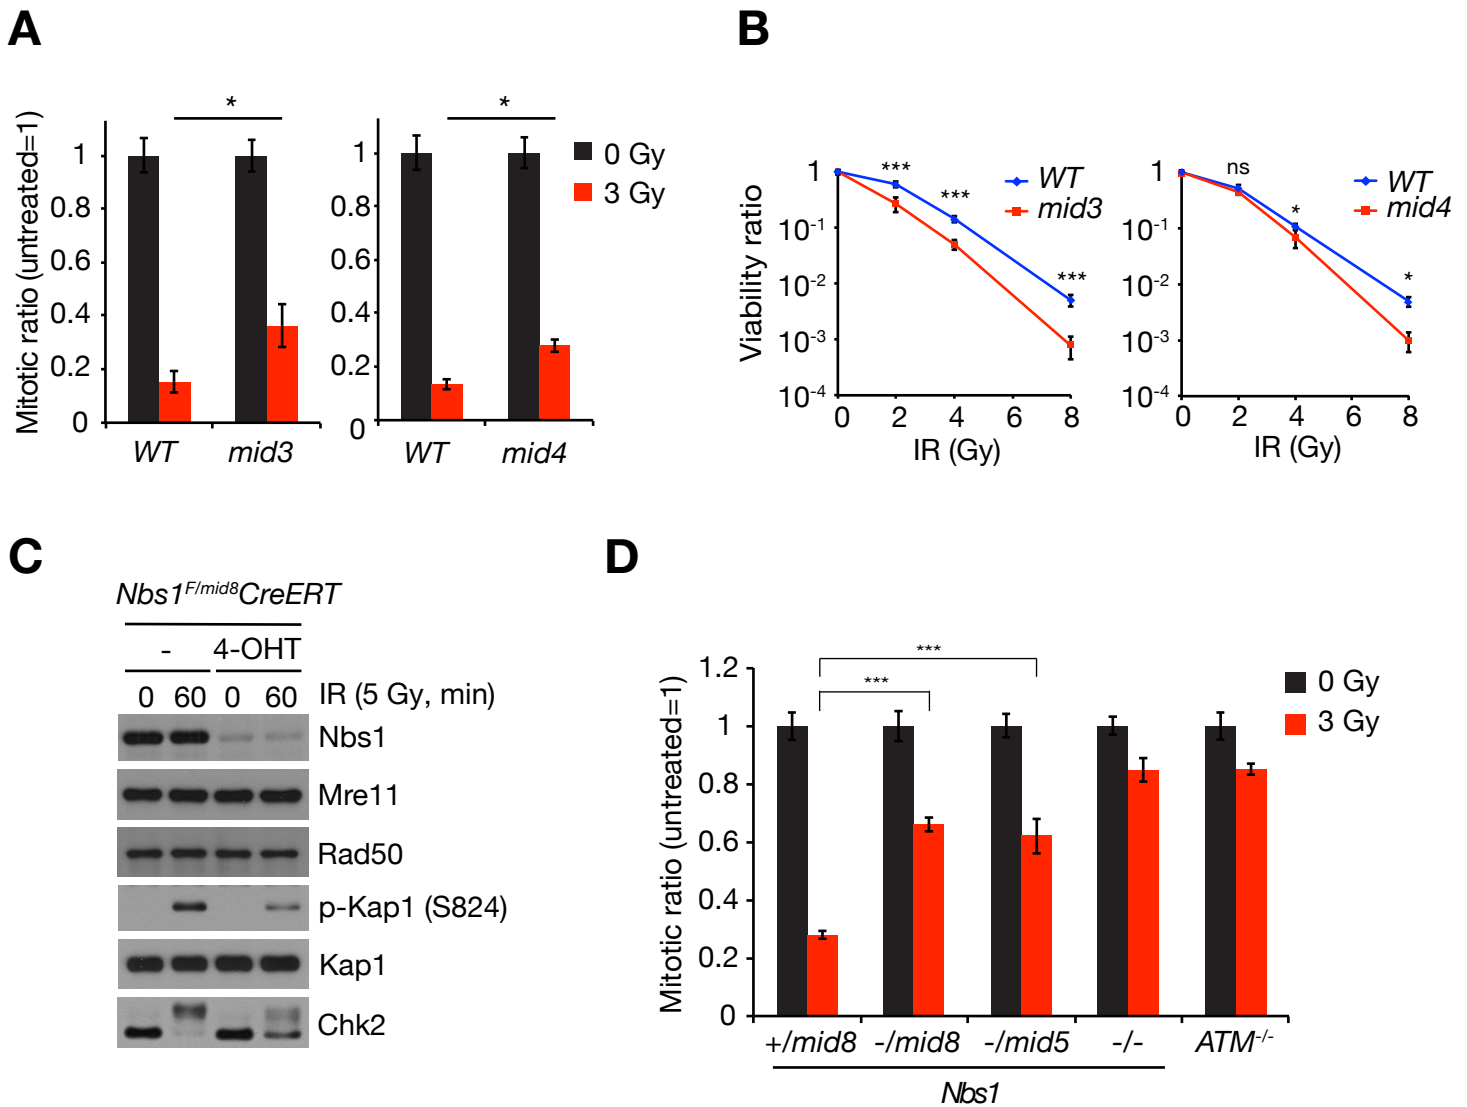 A
Mitotic ratio (untreated=1)
1
0.8
0.6
0.4
0.2
0
*
WT
mid3
1
0.8
0.6
0.4
0.2
0
*
WT
mid4
0 Gy
3 Gy
B
Viability ratio
1
10-1
10-2
10-3
10-4
***
***
***
WT
mid3
0 2 4 6 8
IR (Gy)
1
10-1
10-2
10-3
10-4
ns
*
*
WT
mid4
0 2 4 6 8
IR (Gy)
C
Nbs1F/mid8CreERT
- 4-OHT
0 60 0 60 IR (5 Gy, min)
Nbs1
Mre11
Rad50
p-Kap1 (S824)
Kap1
Chk2
D
Mitotic ratio (untreated=1)
1.2
1
0.8
0.6
0.4
0.2
0
***
***
0 Gy
3 Gy
+/mid8 -/mid8 -/mid5 -/- ATM-/-
Nbs1